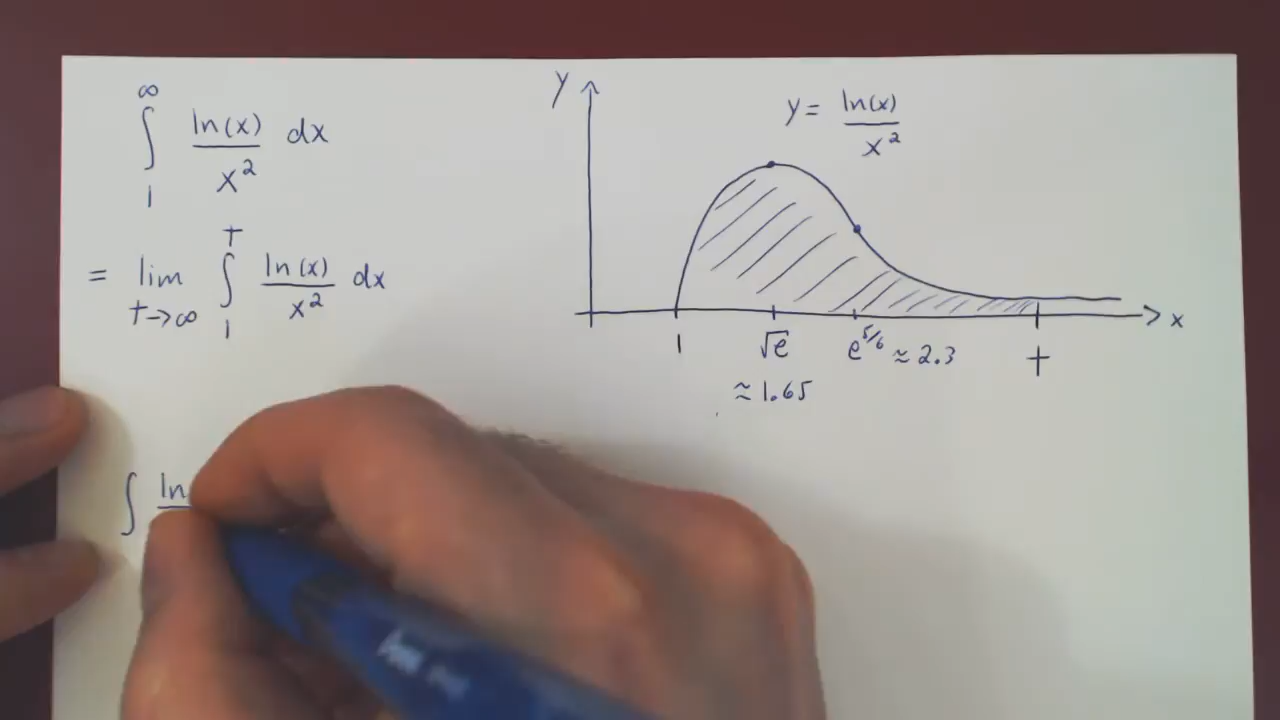 ∫₁^∞ ln(x)/x² dx
= lim t→∞ ∫₁^t ln(x)/x² dx
∫ ln
y
y = ln(x)/x²
x
1 √e e^5/6 ≈ 2.3 t
≈ 1.65